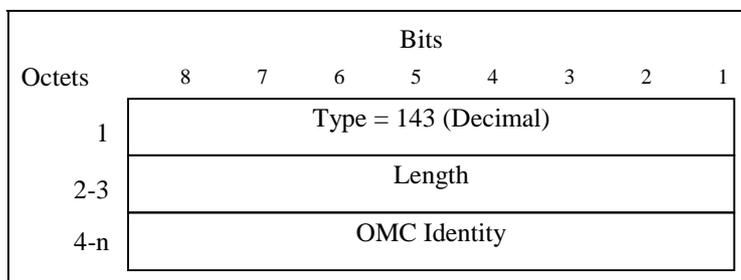 Bits
Octets 8 7 6 5 4 3 2 1
1 Type = 143 (Decimal)
2-3 Length
4-n OMC Identity